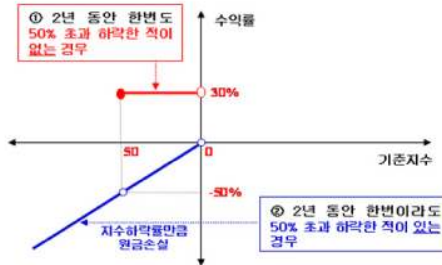 ① 2년 동안 한번도
50% 초과 하락한 적이
없는 경우
수익률
30%
50
0
기준지수
-50%
지수하락률만큼
원금손실
② 2년 동안 한번이라도
50% 초과 하락한 적이 있는
경우